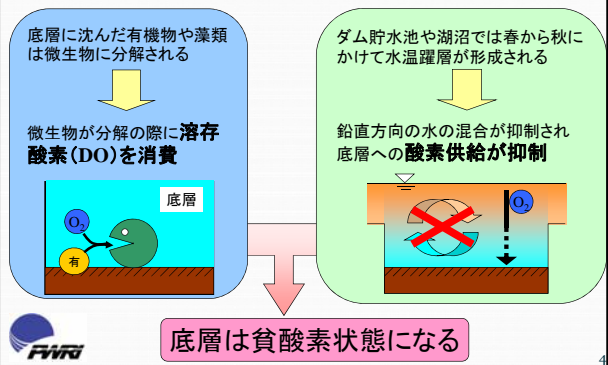 底層に沈んだ有機物や藻類
は微生物に分解される
微生物が分解の際に溶存
酸素(DO)を消費
底層
O₂
有
ダム貯水池や湖沼では春から秋に
かけて水温躍層が形成される
鉛直方向の水の混合が抑制され
底層への酸素供給が抑制
O₂
底層は貧酸素状態になる
PWRI
4